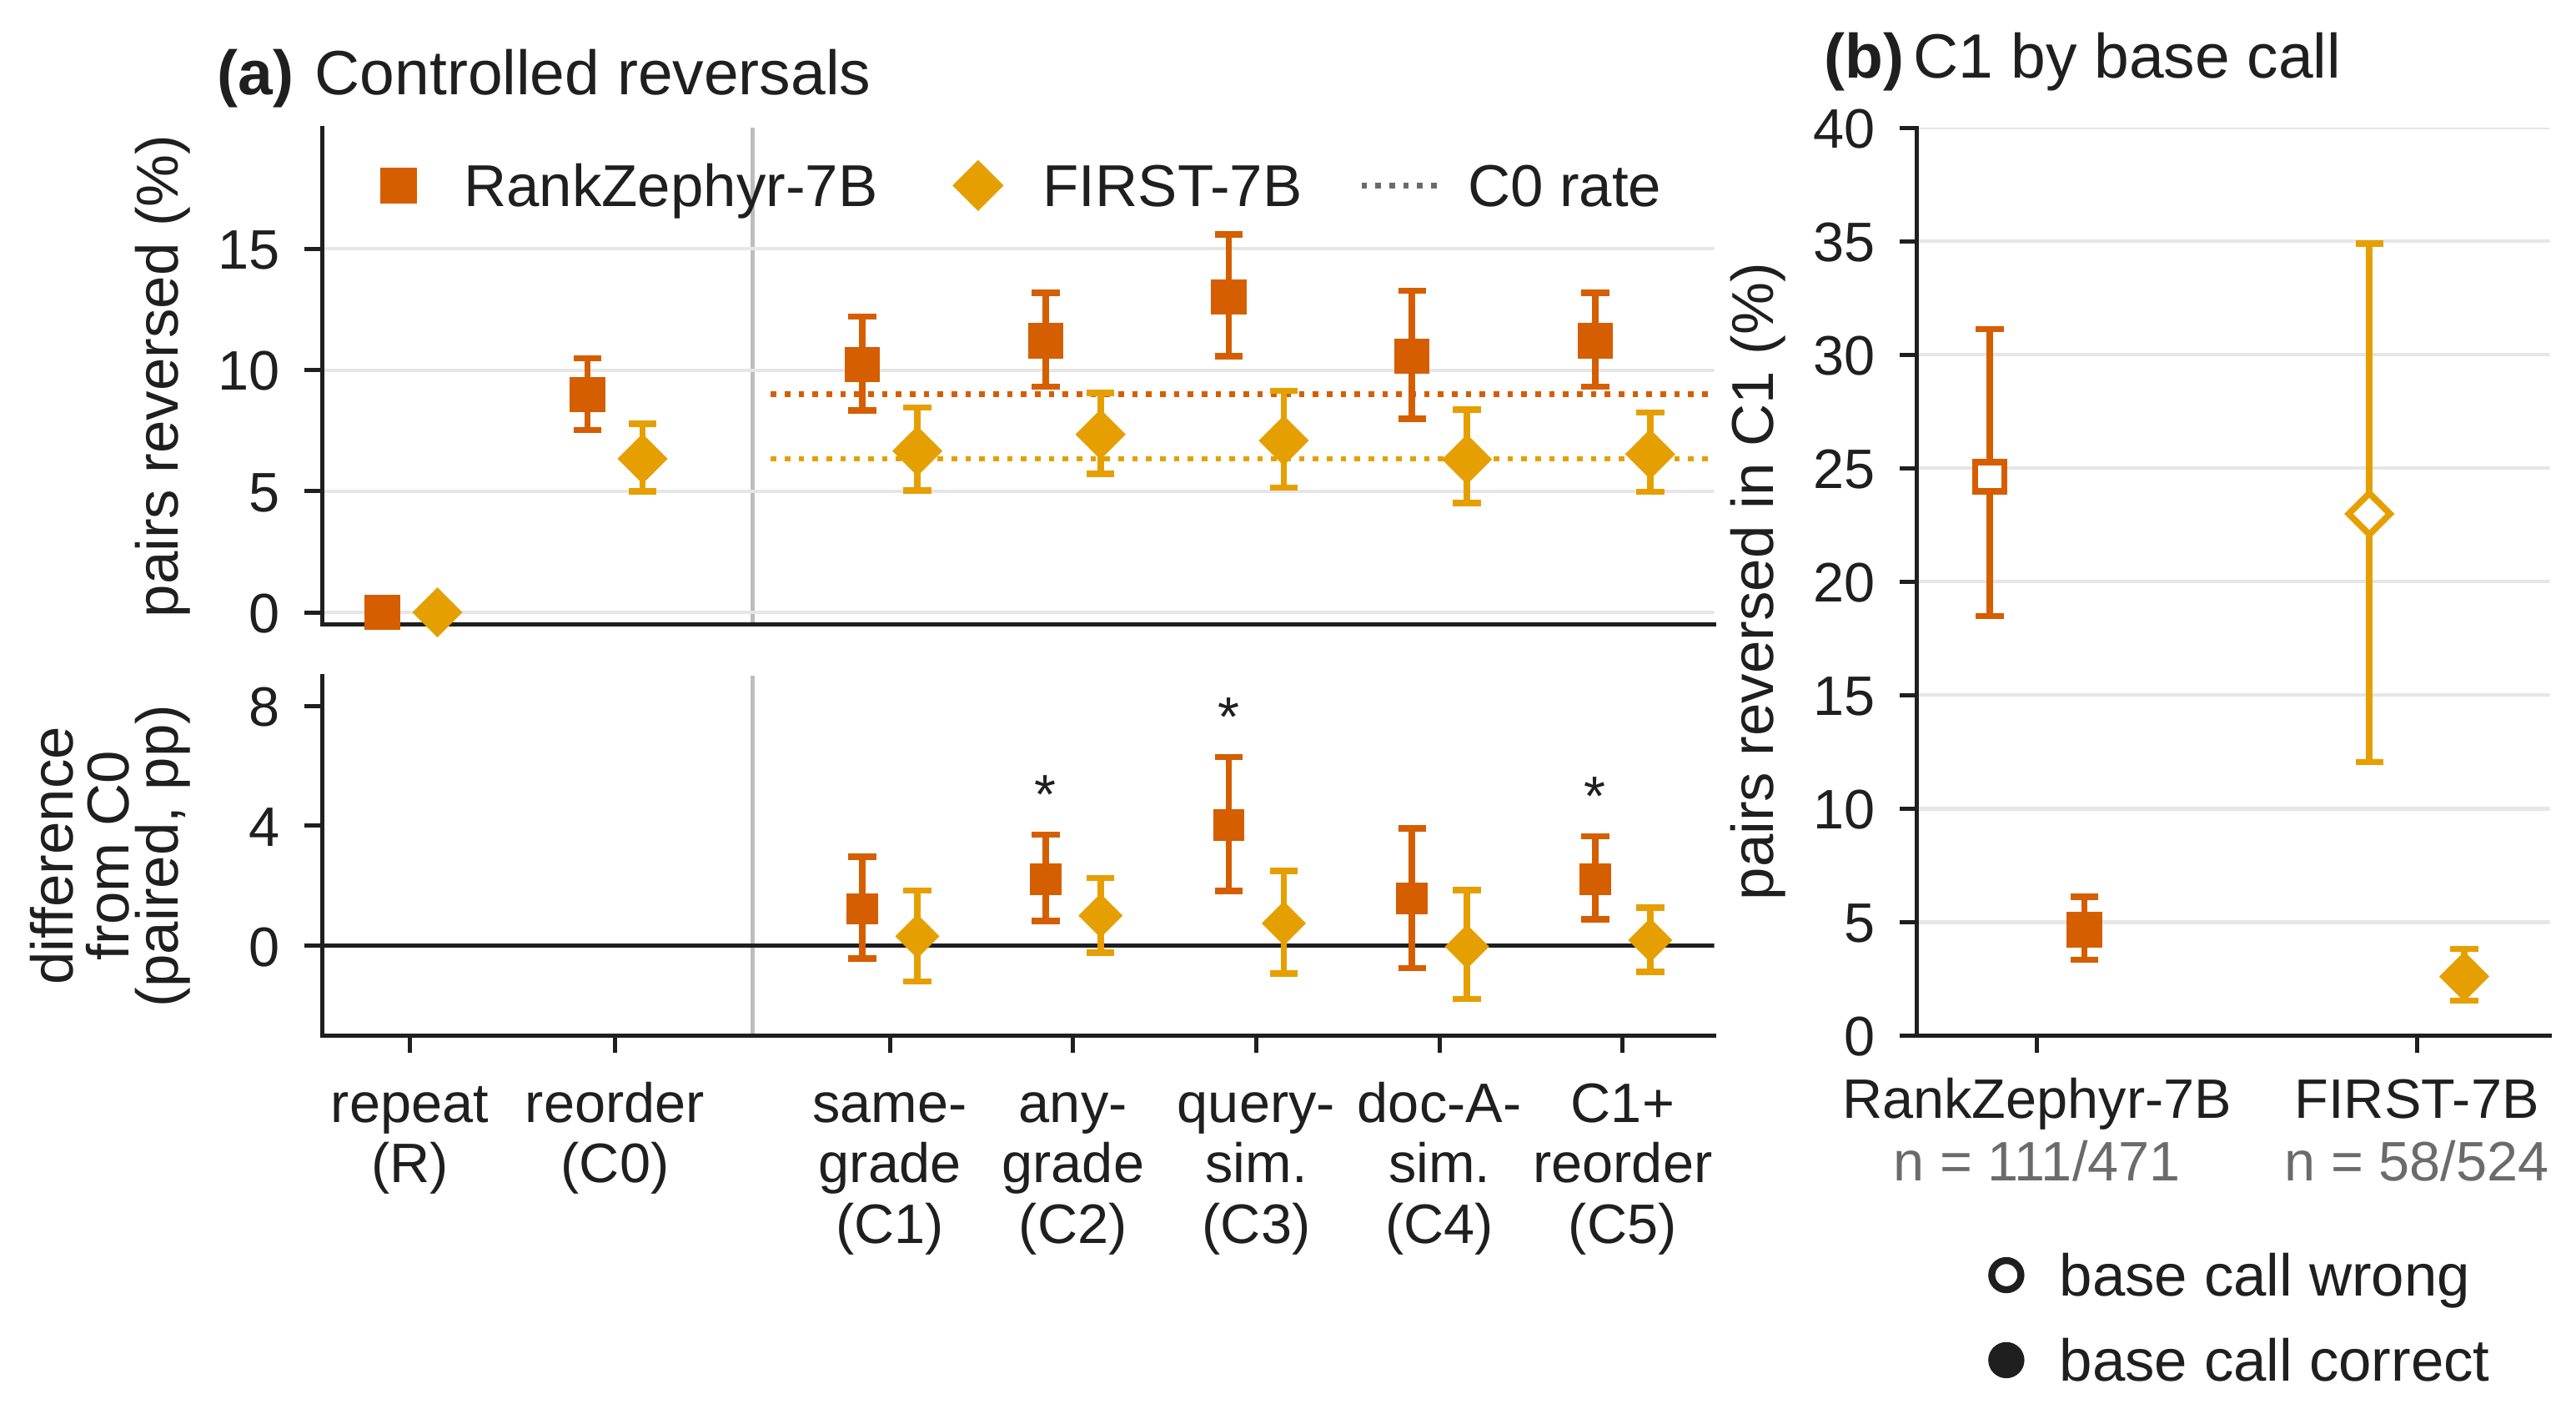 (a) Controlled reversals
pairs reversed (%)
RankZephyr-7B
FIRST-7B
C0 rate
15
10
5
0
difference
from C0
(paired, pp)
8
4
0
*
*
*
repeat
(R)
reorder
(C0)
same-
grade
(C1)
any-
grade
(C2)
query-
sim.
(C3)
doc-A-
sim.
(C4)
C1+
reorder
(C5)
(b) C1 by base call
pairs reversed in C1 (%)
40
35
30
25
20
15
10
5
0
RankZephyr-7B
n = 111/471
FIRST-7B
n = 58/524
base call wrong
base call correct